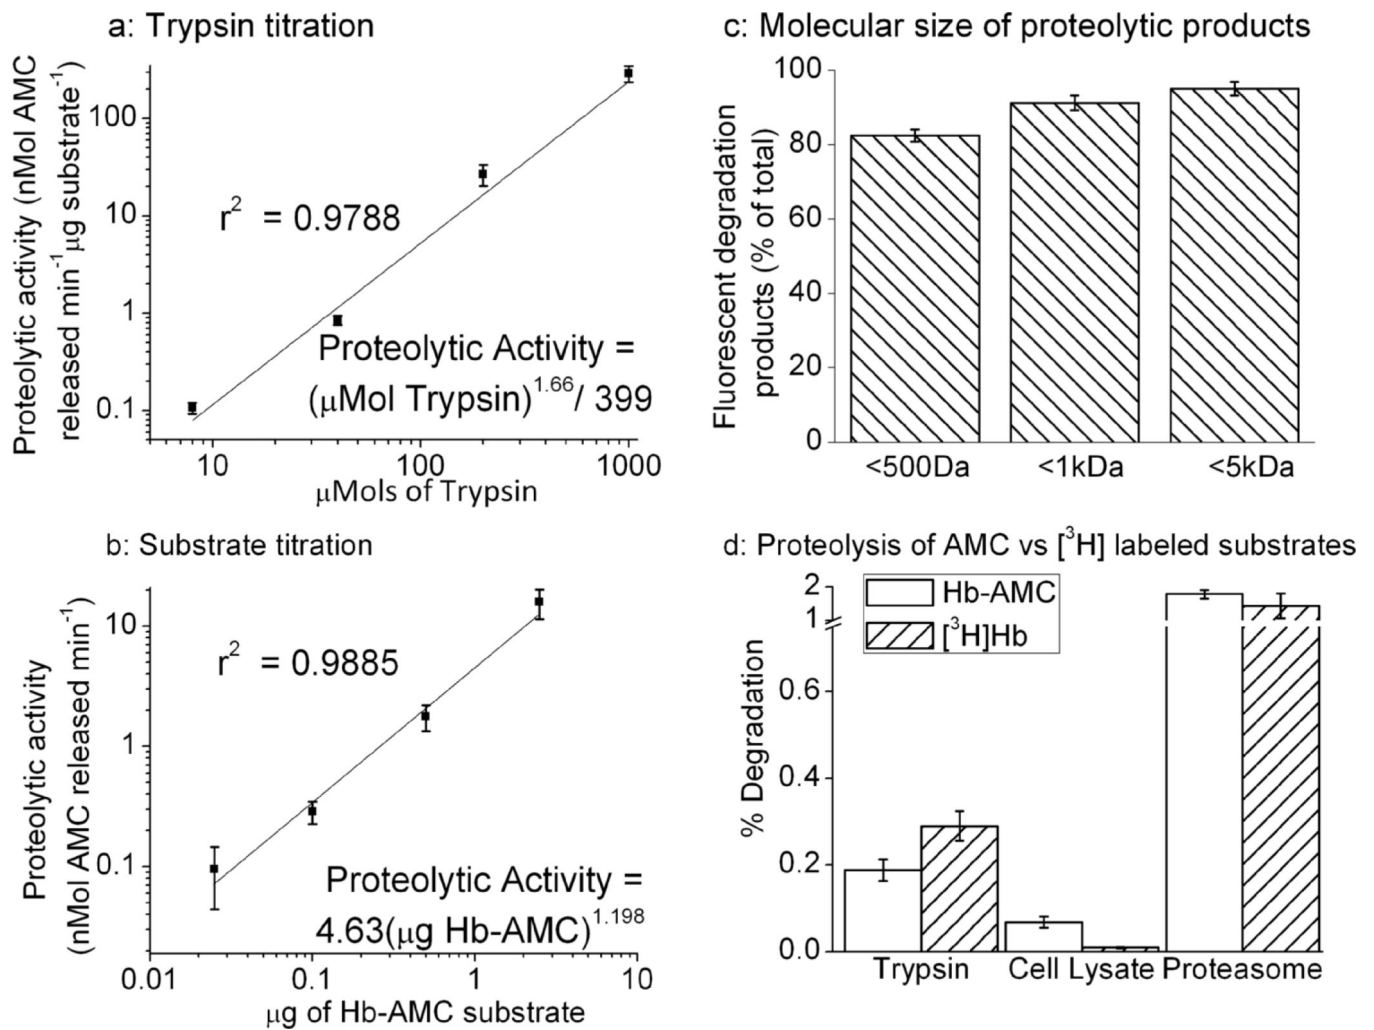 a: Trypsin titration
Proteolytic activity (nMol AMC
released min⁻¹µg substrate⁻¹)
100
10
1
0.1
r² = 0.9788
Proteolytic Activity =
(µMol Trypsin)¹·⁶⁶/ 399
10 100 1000
µMols of Trypsin
b: Substrate titration
Proteolytic activity
(nMol AMC released min⁻¹)
10
1
0.1
r² = 0.9885
Proteolytic Activity =
4.63(µg Hb-AMC)¹·¹⁹⁸
0.01 0.1 1 10
µg of Hb-AMC substrate
c: Molecular size of proteolytic products
Fluorescent degradation
products (% of total)
100
80
60
40
20
0
<500Da <1kDa <5kDa
d: Proteolysis of AMC vs [³H] labeled substrates
% Degradation
2
1
0.6
0.4
0.2
0.0
Hb-AMC
[³H]Hb
Trypsin Cell Lysate Proteasome